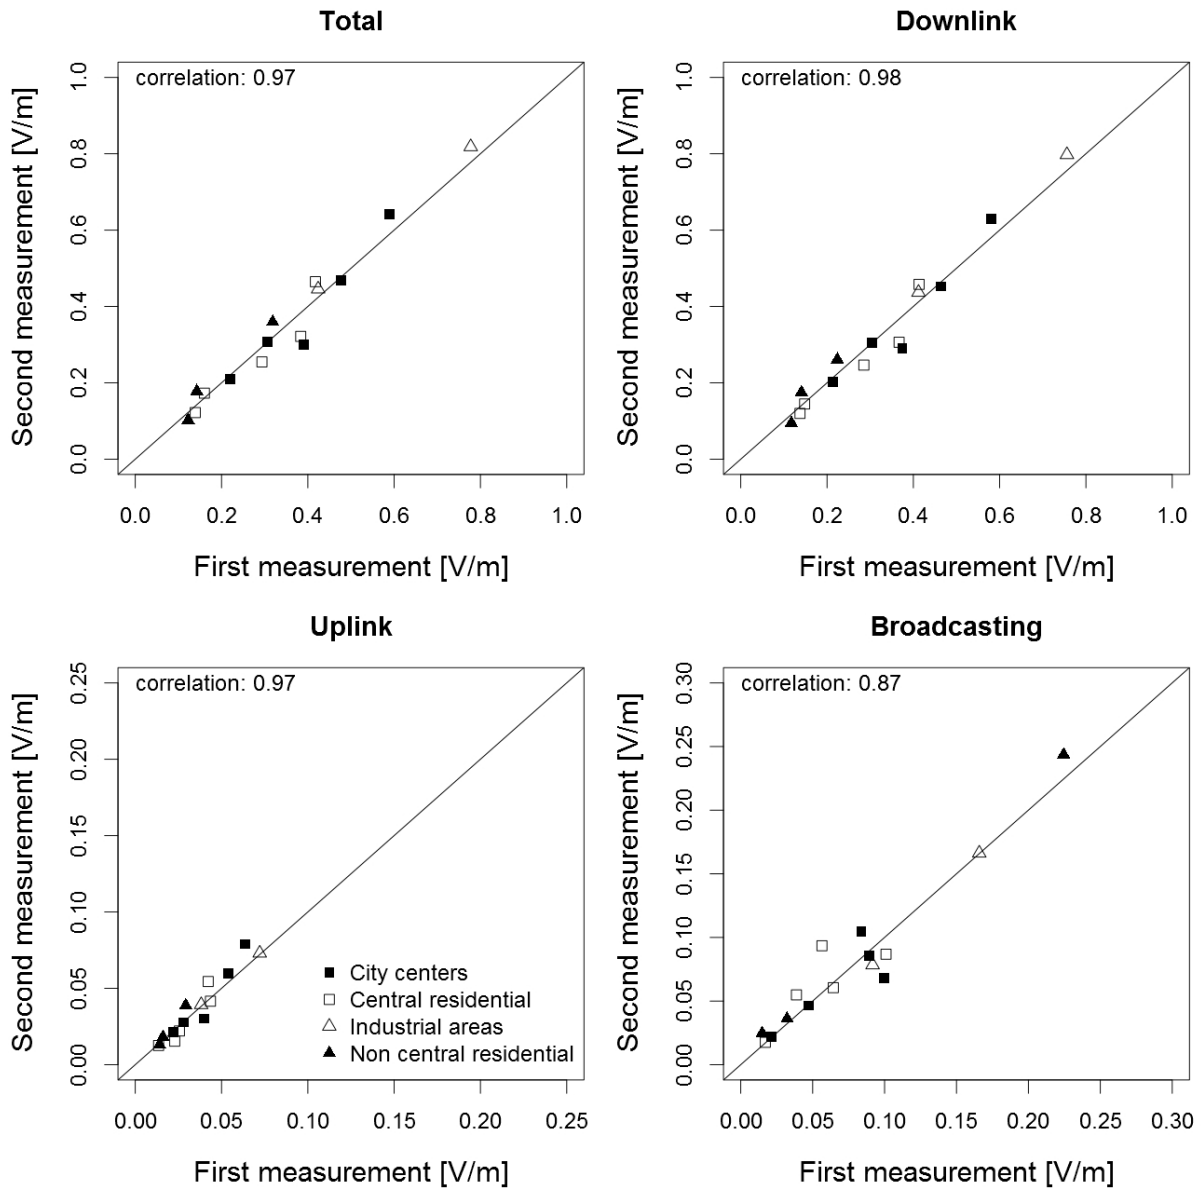 Total
correlation: 0.97
Second measurement [V/m]
1.0
0.8
0.6
0.4
0.2
0.0
0.0 0.2 0.4 0.6 0.8 1.0
First measurement [V/m]
Downlink
correlation: 0.98
Second measurement [V/m]
1.0
0.8
0.6
0.4
0.2
0.0
0.0 0.2 0.4 0.6 0.8 1.0
First measurement [V/m]
Uplink
correlation: 0.97
Second measurement [V/m]
0.25
0.20
0.15
0.10
0.05
0.00
City centers
Central residential
Industrial areas
Non central residential
0.00 0.05 0.10 0.15 0.20 0.25
First measurement [V/m]
Broadcasting
correlation: 0.87
Second measurement [V/m]
0.30
0.25
0.20
0.15
0.10
0.05
0.00
0.00 0.05 0.10 0.15 0.20 0.25 0.30
First measurement [V/m]